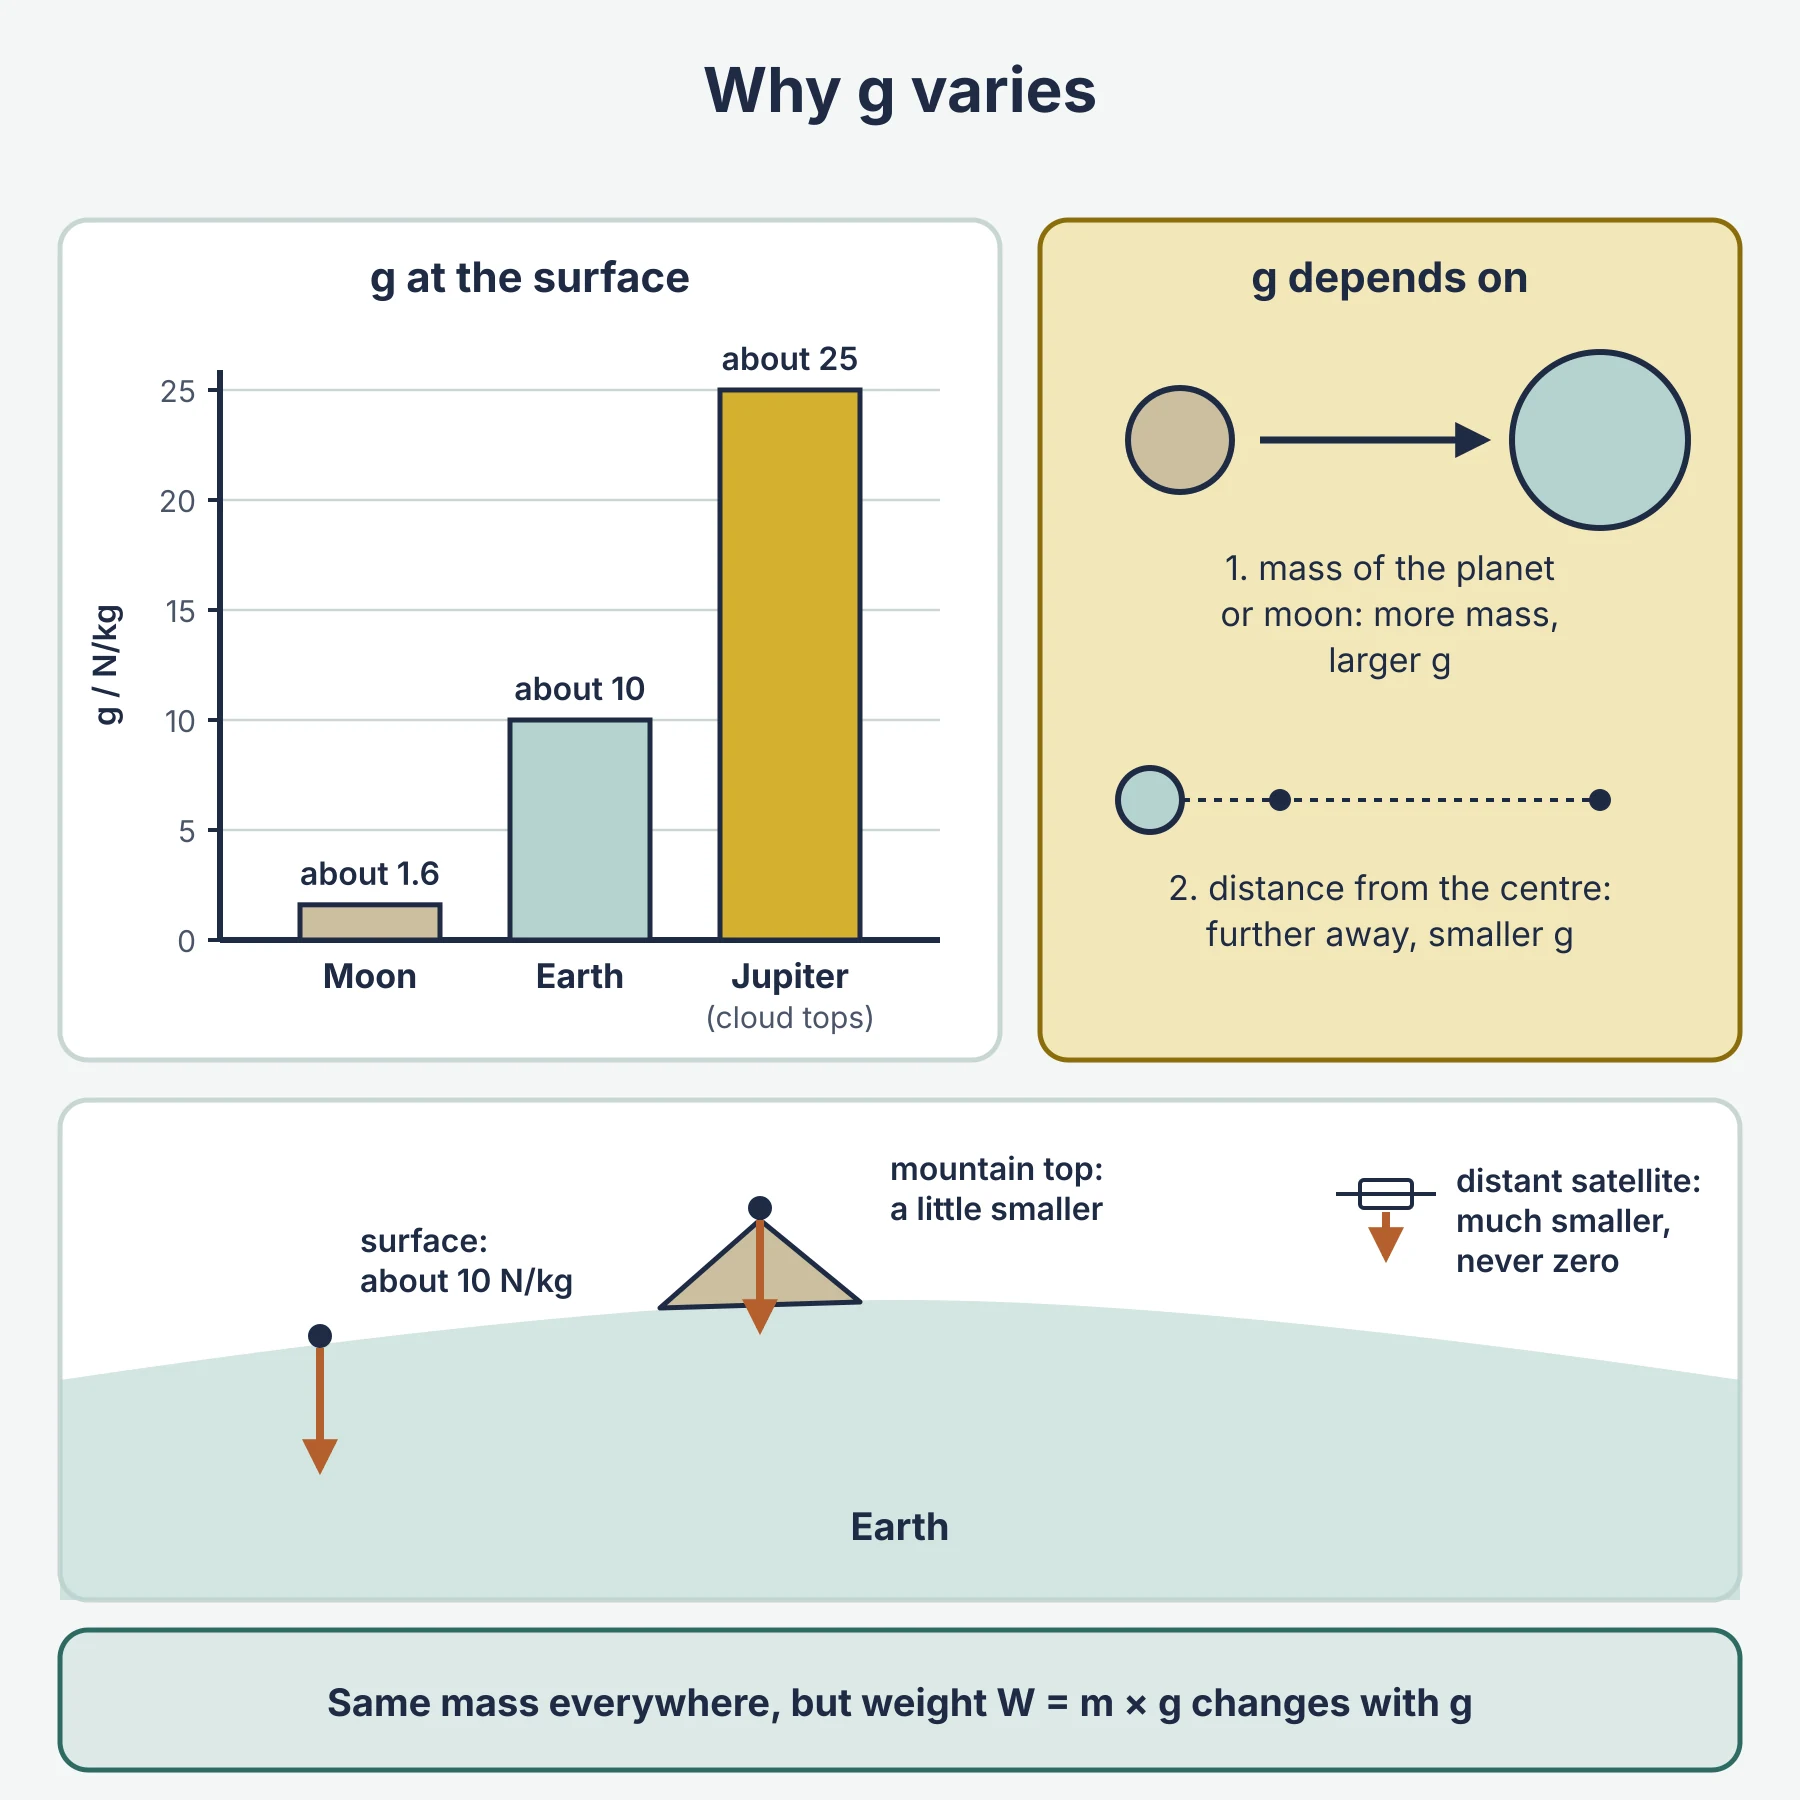 Why g varies
g at the surface
g / N/kg
25
20
15
10
5
0
about 1.6
about 10
about 25
Moon
Earth
Jupiter
(cloud tops)
g depends on
1. mass of the planet
or moon: more mass,
larger g
2. distance from the centre:
further away, smaller g
surface:
about 10 N/kg
mountain top:
a little smaller
distant satellite:
much smaller,
never zero
Earth
Same mass everywhere, but weight W = m × g changes with g